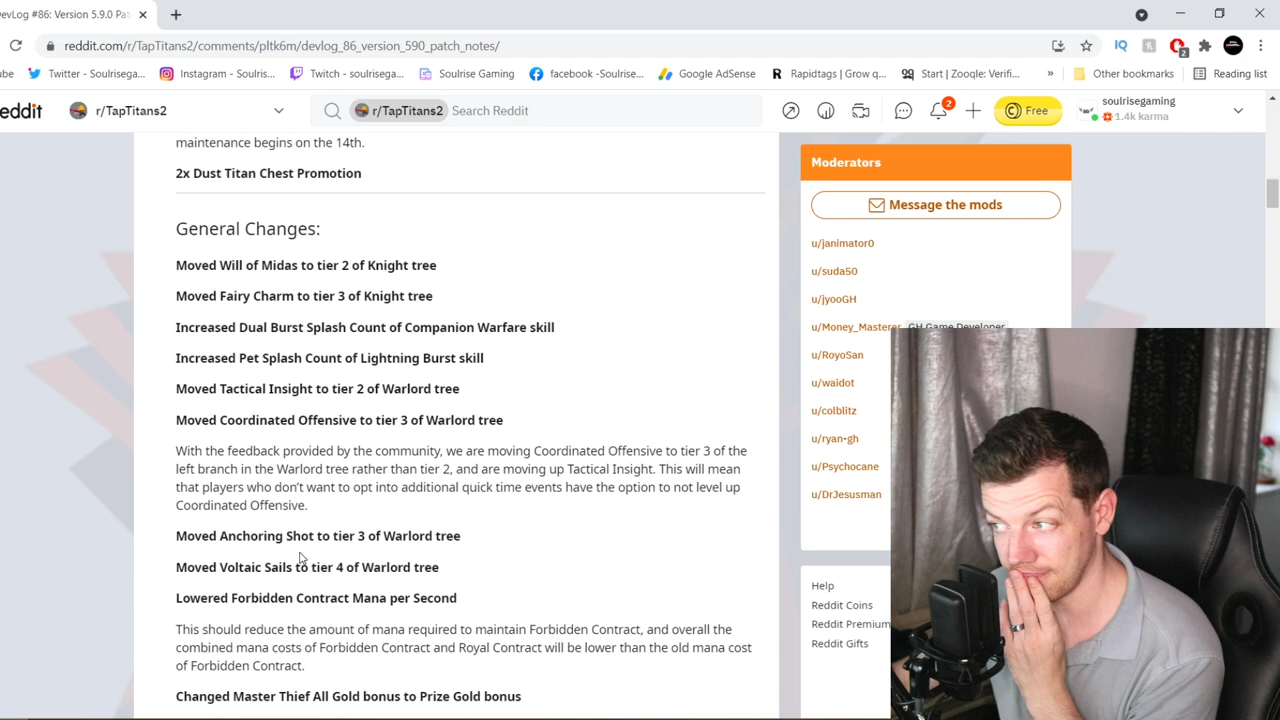 DevLog #86: Version 5.9.0 Pat
reddit.com/r/TapTitans2/comments/pltk6m/devlog_86_version_590_patch_notes/
IQ
2
ube
Twitter - Soulrisega...
Instagram - Soulris...
Twitch - soulrisega...
Soulrise Gaming
facebook -Soulrise...
Google AdSense
Rapidtags | Grow q...
Start | Zooqle: Verifi...
»
Other bookmarks
Reading list
eddit
r/TapTitans2
r/TapTitans2 Search Reddit
2
Free
soulrisegaming
1.4k karma
maintenance begins on the 14th.
2x Dust Titan Chest Promotion
General Changes:
Moved Will of Midas to tier 2 of Knight tree
Moved Fairy Charm to tier 3 of Knight tree
Increased Dual Burst Splash Count of Companion Warfare skill
Increased Pet Splash Count of Lightning Burst skill
Moved Tactical Insight to tier 2 of Warlord tree
Moved Coordinated Offensive to tier 3 of Warlord tree
With the feedback provided by the community, we are moving Coordinated Offensive to tier 3 of the
left branch in the Warlord tree rather than tier 2, and are moving up Tactical Insight. This will mean
that players who don't want to opt into additional quick time events have the option to not level up
Coordinated Offensive.
Moved Anchoring Shot to tier 3 of Warlord tree
Moved Voltaic Sails to tier 4 of Warlord tree
Lowered Forbidden Contract Mana per Second
This should reduce the amount of mana required to maintain Forbidden Contract, and overall the
combined mana costs of Forbidden Contract and Royal Contract will be lower than the old mana cost
of Forbidden Contract.
Changed Master Thief All Gold bonus to Prize Gold bonus
Moderators
Message the mods
u/janimator0
u/suda50
u/jyooGH
u/Money_Masterer GH Game Developer
u/RoyoSan
u/waidot
u/colblitz
u/ryan-gh
u/Psychocane
u/DrJesusman
Help
Reddit Coins
Reddit Premium
Reddit Gifts